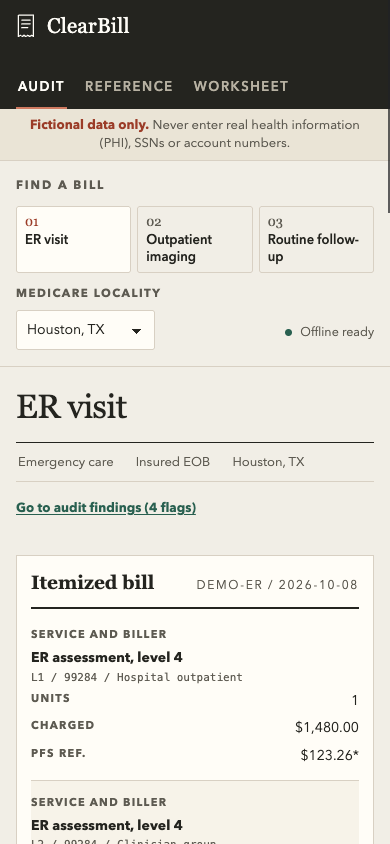 ClearBill
AUDIT REFERENCE WORKSHEET
Fictional data only. Never enter real health information
(PHI), SSNs or account numbers.
FIND A BILL
01
ER visit
02
Outpatient
imaging
03
Routine follow-
up
MEDICARE LOCALITY
Houston, TX
Offline ready
ER visit
Emergency care Insured EOB Houston, TX
Go to audit findings (4 flags)
Itemized bill DEMO-ER / 2026-10-08
SERVICE AND BILLER
ER assessment, level 4
L1 / 99284 / Hospital outpatient
UNITS 1
CHARGED $1,480.00
PFS REF. $123.26*
SERVICE AND BILLER
ER assessment, level 4
L2 / 99284 / Clinician group